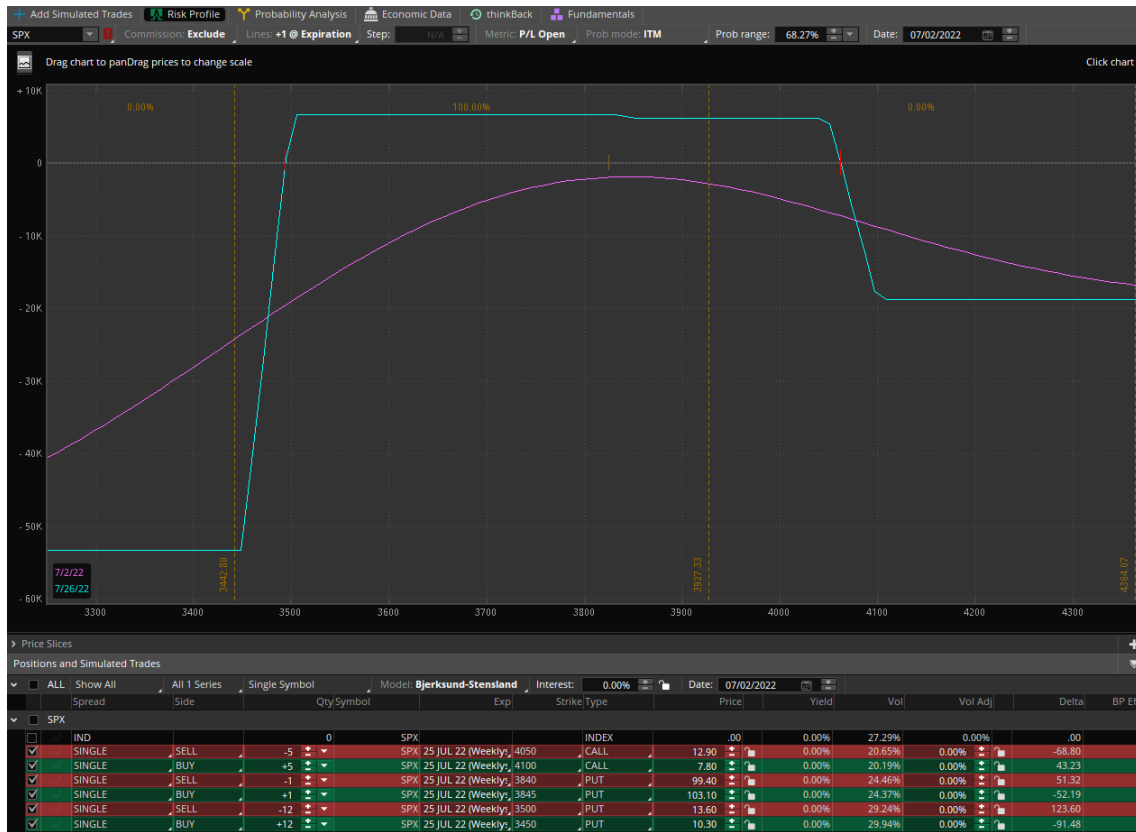 Add Simulated Trades Risk Profile Probability Analysis Economic Data thinkBack Fundamentals
SPX Commission: Exclude Lines: +1 @ Expiration Step: N/A Metric: P/L Open Prob mode: ITM Prob range: 68.27% Date: 07/02/2022
Drag chart to panDrag prices to change scale Click chart
+ 10K
0.00% 100.00% 0.00%
0
- 10K
- 20K
- 30K
- 40K
- 50K
- 60K
3442.80 3927.33 4364.07
7/2/22
7/26/22
3300 3400 3500 3600 3700 3800 3900 4000 4100 4200 4300
Price Slices
Positions and Simulated Trades
ALL Show All All 1 Series Single Symbol Model: Bjerksund-Stensland Interest: 0.00% Date: 07/02/2022
Spread Side Qty Symbol Exp Strike Type Price Yield Vol Vol Adj Delta BP Ef
SPX
IND 0 SPX INDEX .00 0.00% 27.29% 0.00% .00
SINGLE SELL -5 SPX 25 JUL 22 (Weeklys 4050 CALL 12.90 0.00% 20.65% 0.00% -68.80
SINGLE BUY +5 SPX 25 JUL 22 (Weeklys 4100 CALL 7.80 0.00% 20.19% 0.00% 43.23
SINGLE SELL -1 SPX 25 JUL 22 (Weeklys 3840 PUT 99.40 0.00% 24.46% 0.00% 51.32
SINGLE BUY +1 SPX 25 JUL 22 (Weeklys 3845 PUT 103.10 0.00% 24.37% 0.00% -52.19
SINGLE SELL -12 SPX 25 JUL 22 (Weeklys 3500 PUT 13.60 0.00% 29.24% 0.00% 123.60
SINGLE BUY +12 SPX 25 JUL 22 (Weeklys 3450 PUT 10.30 0.00% 29.94% 0.00% -91.48